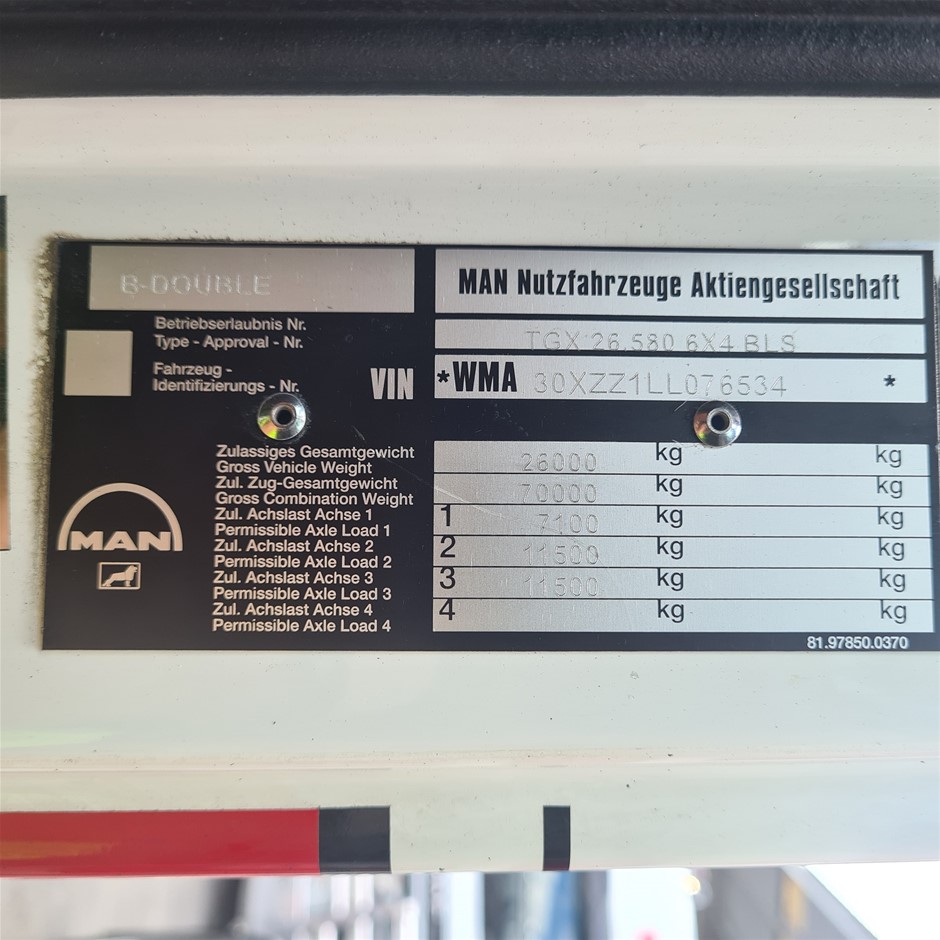 B-DOUBLE
MAN Nutzfahrzeuge Aktiengesellschaft
Betriebserlaubnis Nr.
Type - Approval - Nr.
TGX 26.580 6X4 BLS
Fahrzeug -
Identifizierungs - Nr.
VIN
*WMA 30XZZ1LL076534 *
Zulassiges Gesamtgewicht
Gross Vehicle Weight
26000 kg kg
Zul. Zug-Gesamtgewicht
Gross Combination Weight
70000 kg kg
Zul. Achslast Achse 1
Permissible Axle Load 1
1 7100 kg kg
Zul. Achslast Achse 2
Permissible Axle Load 2
2 11500 kg kg
Zul. Achslast Achse 3
Permissible Axle Load 3
3 11500 kg kg
Zul. Achslast Achse 4
Permissible Axle Load 4
4 kg kg
MAN
81.97850.0370